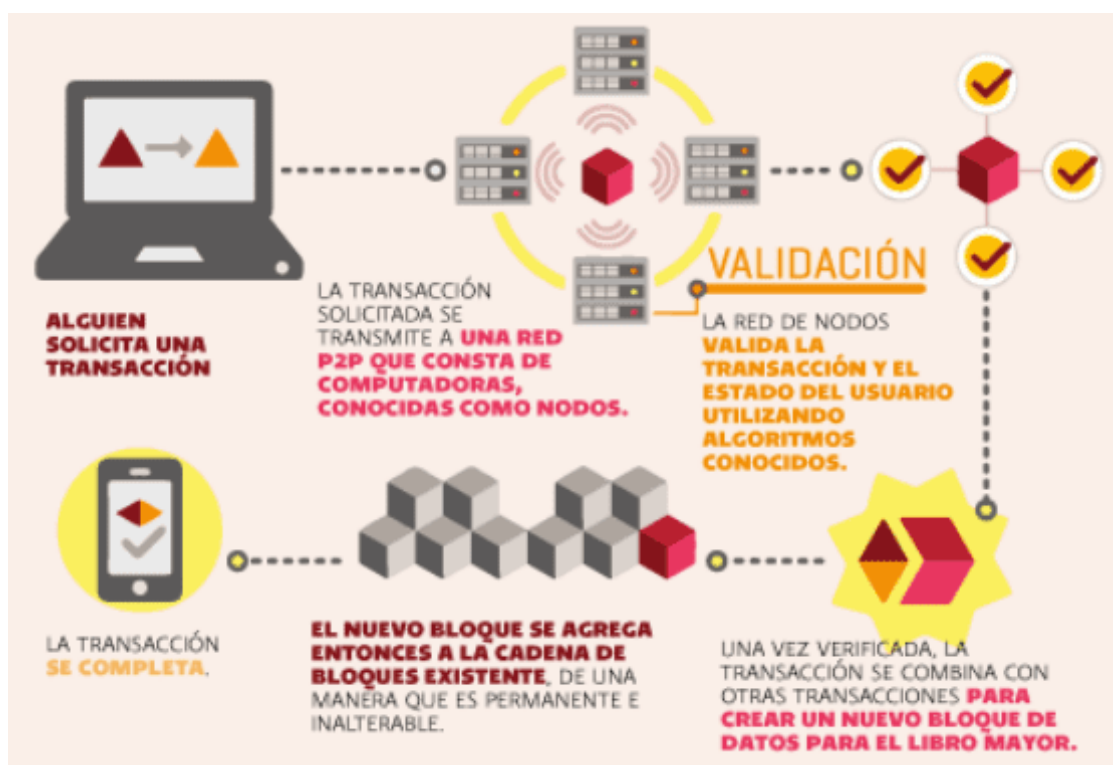 ALGUIEN
SOLICITA UNA
TRANSACCIÓN
LA TRANSACCIÓN
SOLICITADA SE
TRANSMITE A UNA RED
P2P QUE CONSTA DE
COMPUTADORAS,
CONOCIDAS COMO NODOS.
VALIDACIÓN
LA RED DE NODOS
VALIDA LA
TRANSACCIÓN Y EL
ESTADO DEL USUARIO
UTILIZANDO
ALGORITMOS
CONOCIDOS.
UNA VEZ VERIFICADA, LA
TRANSACCIÓN SE COMBINA CON
OTRAS TRANSACCIONES PARA
CREAR UN NUEVO BLOQUE DE
DATOS PARA EL LIBRO MAYOR.
EL NUEVO BLOQUE SE AGREGA
ENTONCES A LA CADENA DE
BLOQUES EXISTENTE, DE UNA
MANERA QUE ES PERMANENTE E
INALTERABLE.
LA TRANSACCIÓN
SE COMPLETA.